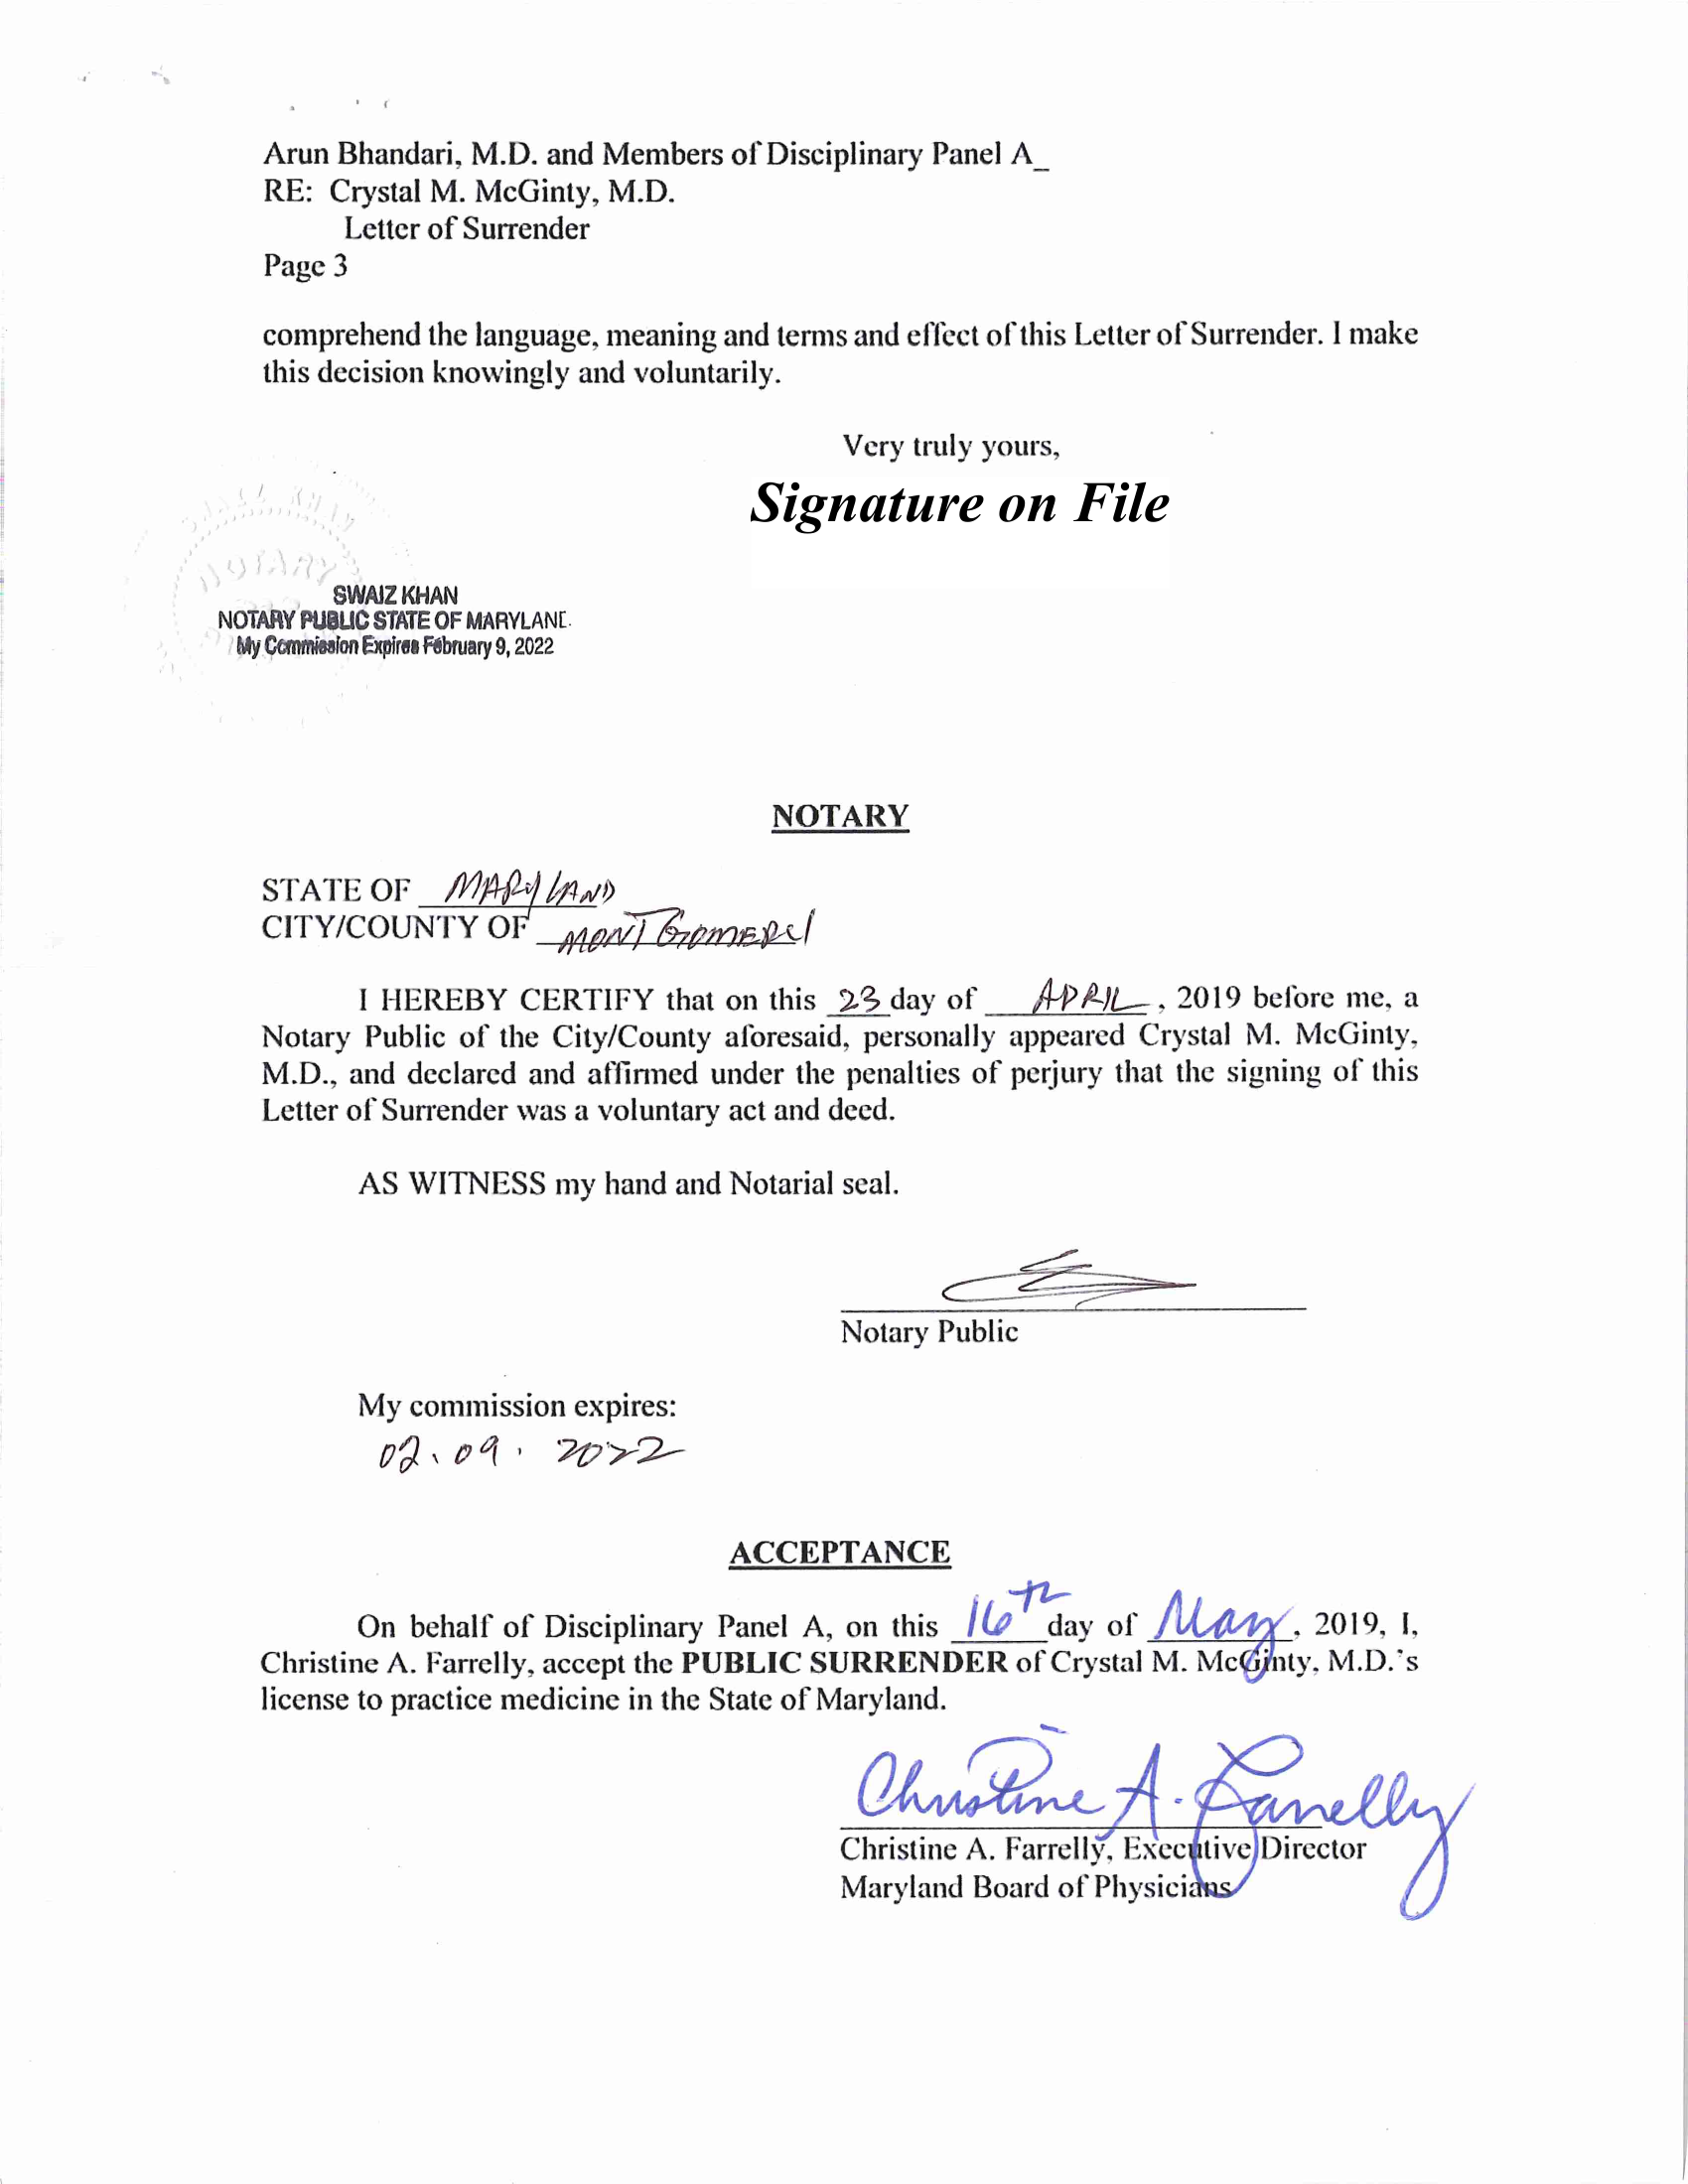 Arun Bhandari, M.D. and Members of Disciplinary Panel A_
RE: Crystal M. McGinty, M.D.
Letter of Surrender
Page 3
comprehend the language, meaning and terms and effect of this Letter of Surrender. I make
this decision knowingly and voluntarily.
Very truly yours,
Signature on File
NOTARY
SWAIZ KHAN
NOTARY PUBLIC STATE OF MARYLAND
My Commission Expires February 9, 2022
NOTARY
STATE OF MARYLAND
CITY/COUNTY OF MONTGOMERY
I HEREBY CERTIFY that on this 23 day of APRIL, 2019 before me, a
Notary Public of the City/County aforesaid, personally appeared Crystal M. McGinty,
M.D., and declared and affirmed under the penalties of perjury that the signing of this
Letter of Surrender was a voluntary act and deed.
AS WITNESS my hand and Notarial seal.
Notary Public
My commission expires:
02.09.2022
ACCEPTANCE
On behalf of Disciplinary Panel A, on this 16th day of May, 2019, I,
Christine A. Farrelly, accept the PUBLIC SURRENDER of Crystal M. McGinty, M.D.'s
license to practice medicine in the State of Maryland.
Christine A. Farrelly
Christine A. Farrelly, Executive Director
Maryland Board of Physicians